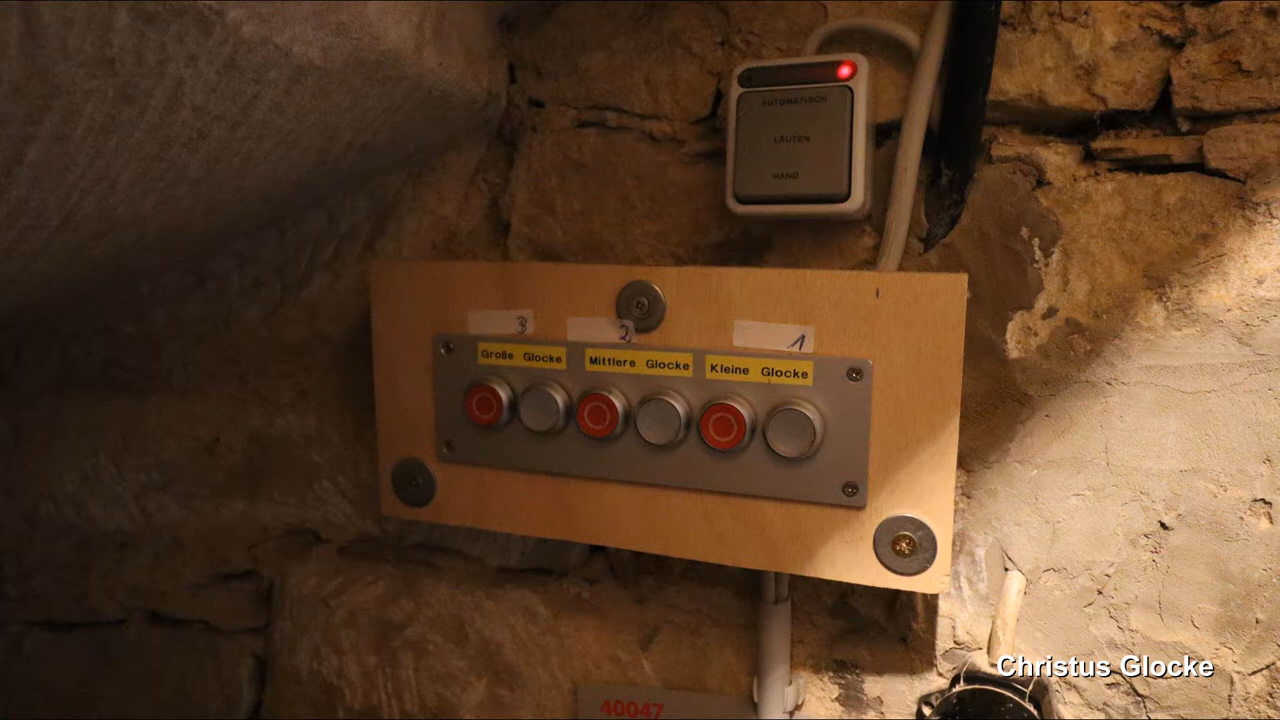 AUTOMATISCH
LÄUTEN
HAND
3 2 1
Große Glocke Mittlere Glocke Kleine Glocke
Christus Glocke
40047